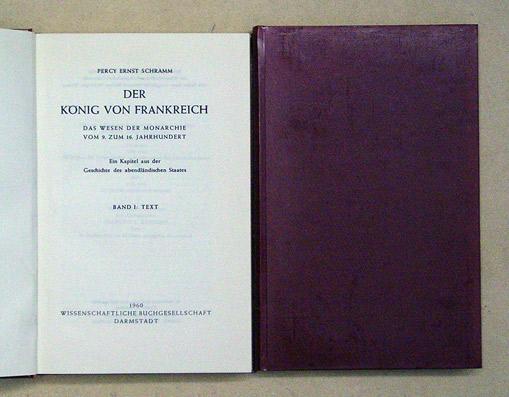 PERCY ERNST SCHRAMM
DER
KÖNIG VON FRANKREICH
DAS WESEN DER MONARCHIE
VOM 9. ZUM 16. JAHRHUNDERT
Ein Kapitel aus der
Geschichte des abendländischen Staates
BAND I: TEXT
1960
WISSENSCHAFTLICHE BUCHGESELLSCHAFT
DARMSTADT